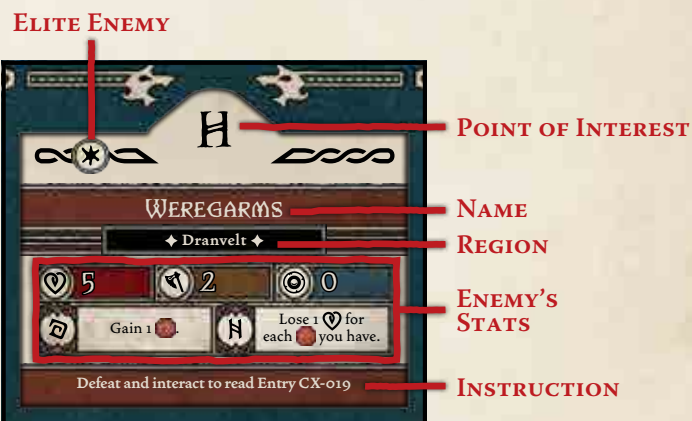 Elite Enemy
Point of Interest
Weregarms
Name
✦ Dranvelt ✦
Region
5 2 0
Enemy's
Stats
Gain 1 .
Lose 1 for
each you have.
Defeat and interact to read Entry CX-019
Instruction